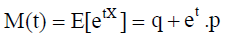 M(t) = E[e^{tX}] = q + e^t .p